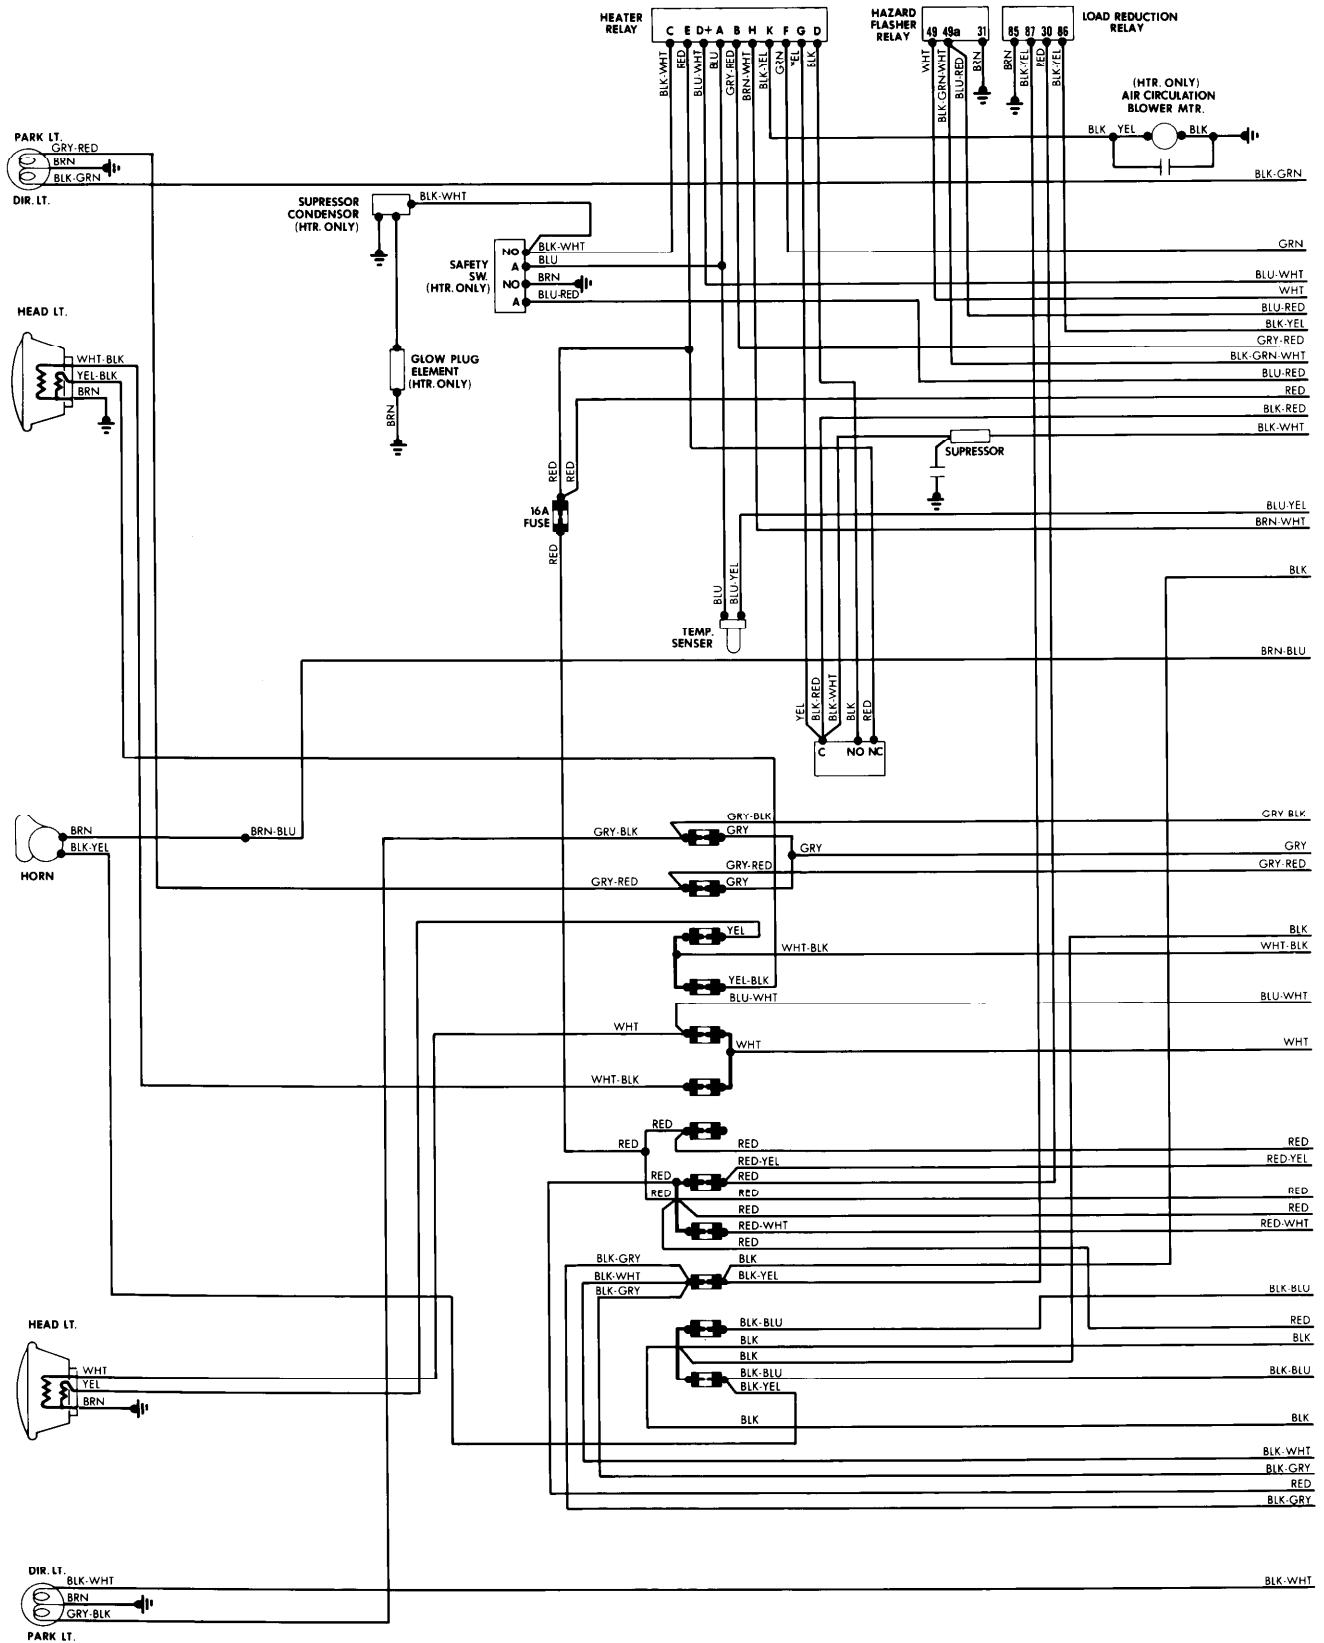 HEATER
RELAY
C E D+ A B H K F G D
HAZARD
FLASHER
RELAY
49 49a 31
85 87 30 86
LOAD REDUCTION
RELAY
BLK-WHT
RED
BLU-WHT
BLU
GRY-RED
BRN-WHT
BLK-YEL
GRN
YEL
BLK
WHT
BLK-GRN-WHT
BLU-RED
BRN
BRN
BLK-YEL
RED
BLK-YEL
(HTR. ONLY)
AIR CIRCULATION
BLOWER MTR.
BLK YEL BLK
PARK LT.
GRY-RED
BRN
BLK-GRN
DIR. LT.
BLK-GRN
SUPRESSOR
CONDENSOR
(HTR. ONLY)
BLK-WHT
SAFETY
SW.
(HTR. ONLY)
NO BLK-WHT
A BLU
NO BRN
A BLU-RED
GRN
BLU-WHT
WHT
BLU-RED
BLK-YEL
GRY-RED
BLK-GRN-WHT
BLU-RED
RED
BLK-RED
BLK-WHT
HEAD LT.
WHT-BLK
YEL-BLK
BRN
GLOW PLUG
ELEMENT
(HTR. ONLY)
BRN
SUPRESSOR
RED
RED
16A
FUSE
RED
BLU-YEL
BRN-WHT
BLU
BLU-YEL
TEMP.
SENSER
BLK
BRN-BLU
YEL
BLK-RED
BLK-WHT
BLK
RED
C NO NC
HORN
BRN
BLK-YEL
BRN-BLU
GRY-BLK
GRY-BLK
GRY
GRY-BLK
GRY
GRY
GRY-RED
GRY-RED
GRY-RED
GRY
YEL
BLK
WHT-BLK
WHT-BLK
YEL-BLK
BLU-WHT
BLU-WHT
WHT
WHT
WHT
WHT-BLK
RED
RED
RED
RED
RED-YEL
RED-YEL
RED
RED
RED
RED
RED
RED
RED
RED-WHT
RED-WHT
RED
BLK-GRY
BLK
BLK-WHT
BLK-YEL
BLK-GRY
BLK-BLU
BLK-BLU
RED
BLK
BLK
BLK
BLK-BLU
BLK-BLU
BLK-YEL
BLK
BLK
HEAD LT.
WHT
YEL
BRN
BLK-WHT
BLK-GRY
RED
BLK-GRY
DIR. LT.
BLK-WHT
BLK-WHT
BRN
GRY-BLK
PARK LT.